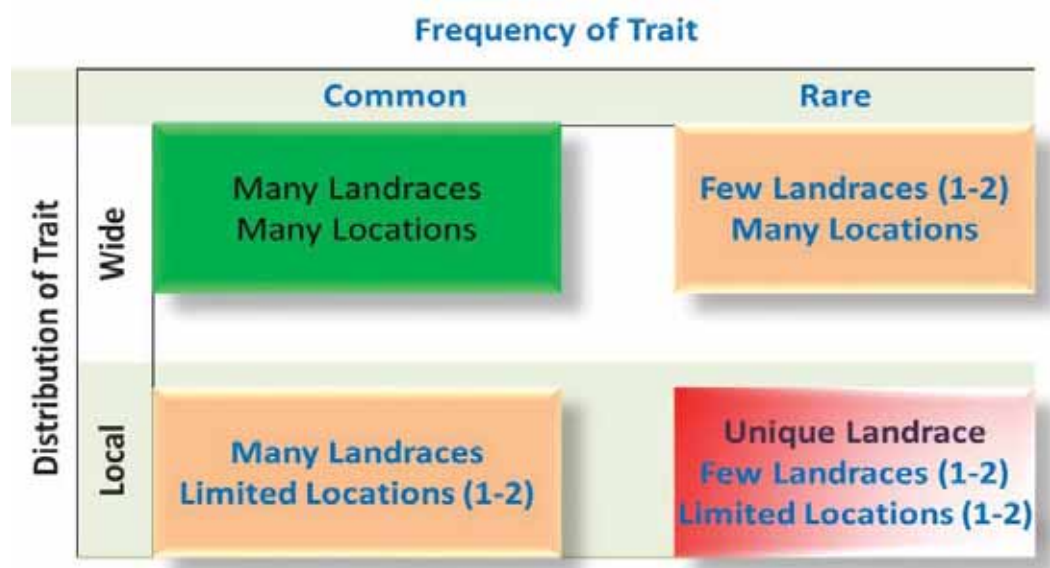 Frequency of Trait
Common
Rare
Distribution of Trait
Wide
Many Landraces
Many Locations
Few Landraces (1-2)
Many Locations
Local
Many Landraces
Limited Locations (1-2)
Unique Landrace
Few Landraces (1-2)
Limited Locations (1-2)